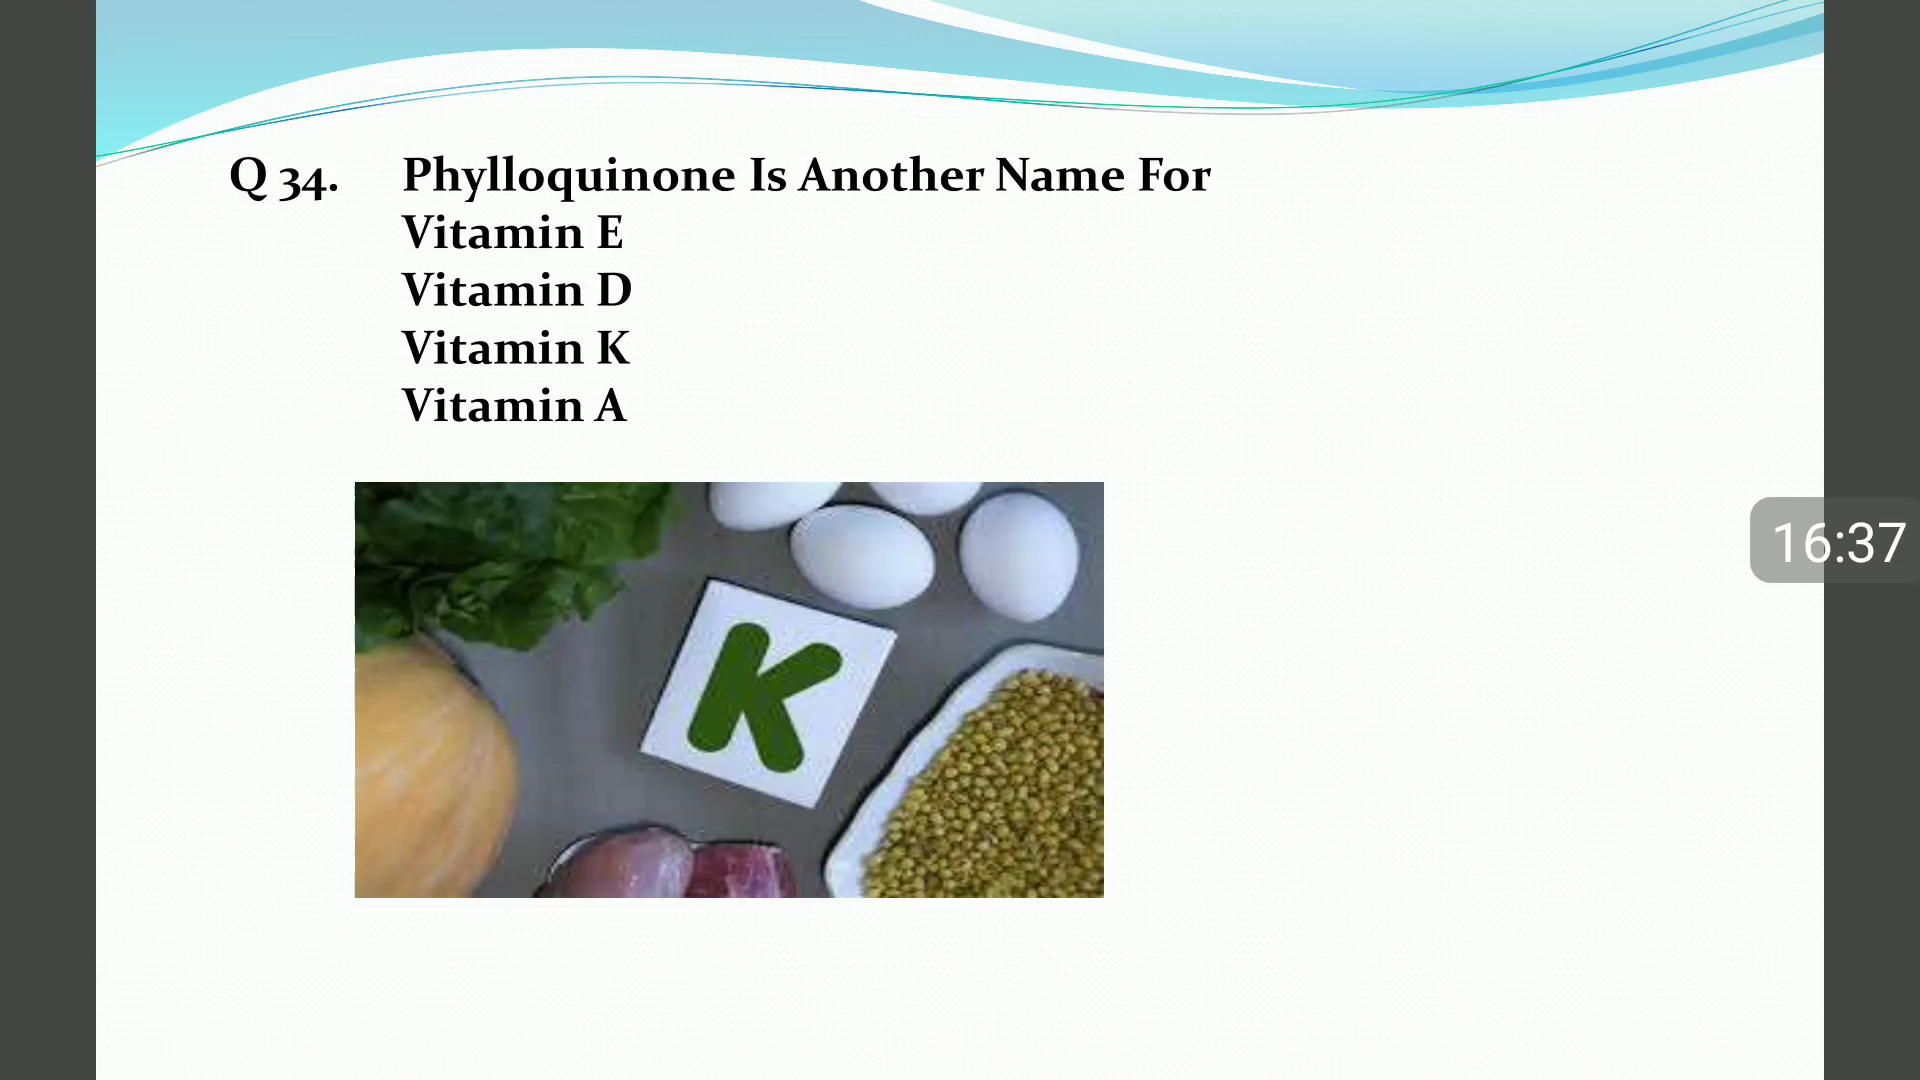 Q 34. Phylloquinone Is Another Name For
Vitamin E
Vitamin D
Vitamin K
Vitamin A
K
16:37